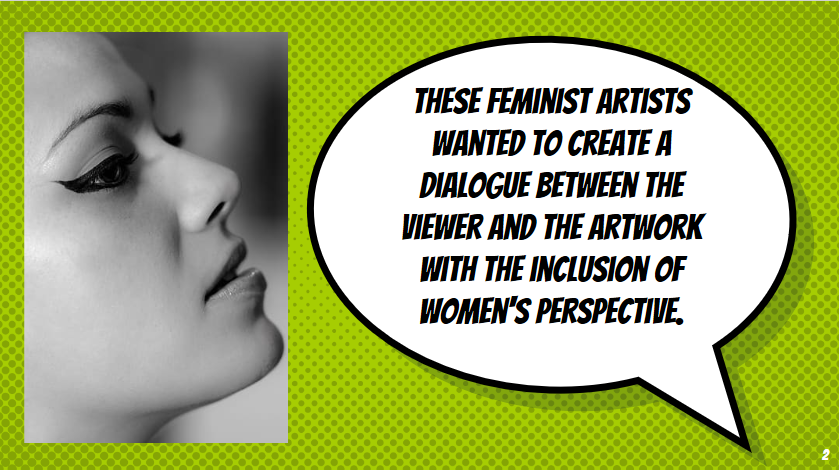 THESE FEMINIST ARTISTS
WANTED TO CREATE A
DIALOGUE BETWEEN THE
VIEWER AND THE ARTWORK
WITH THE INCLUSION OF
WOMEN'S PERSPECTIVE.
2